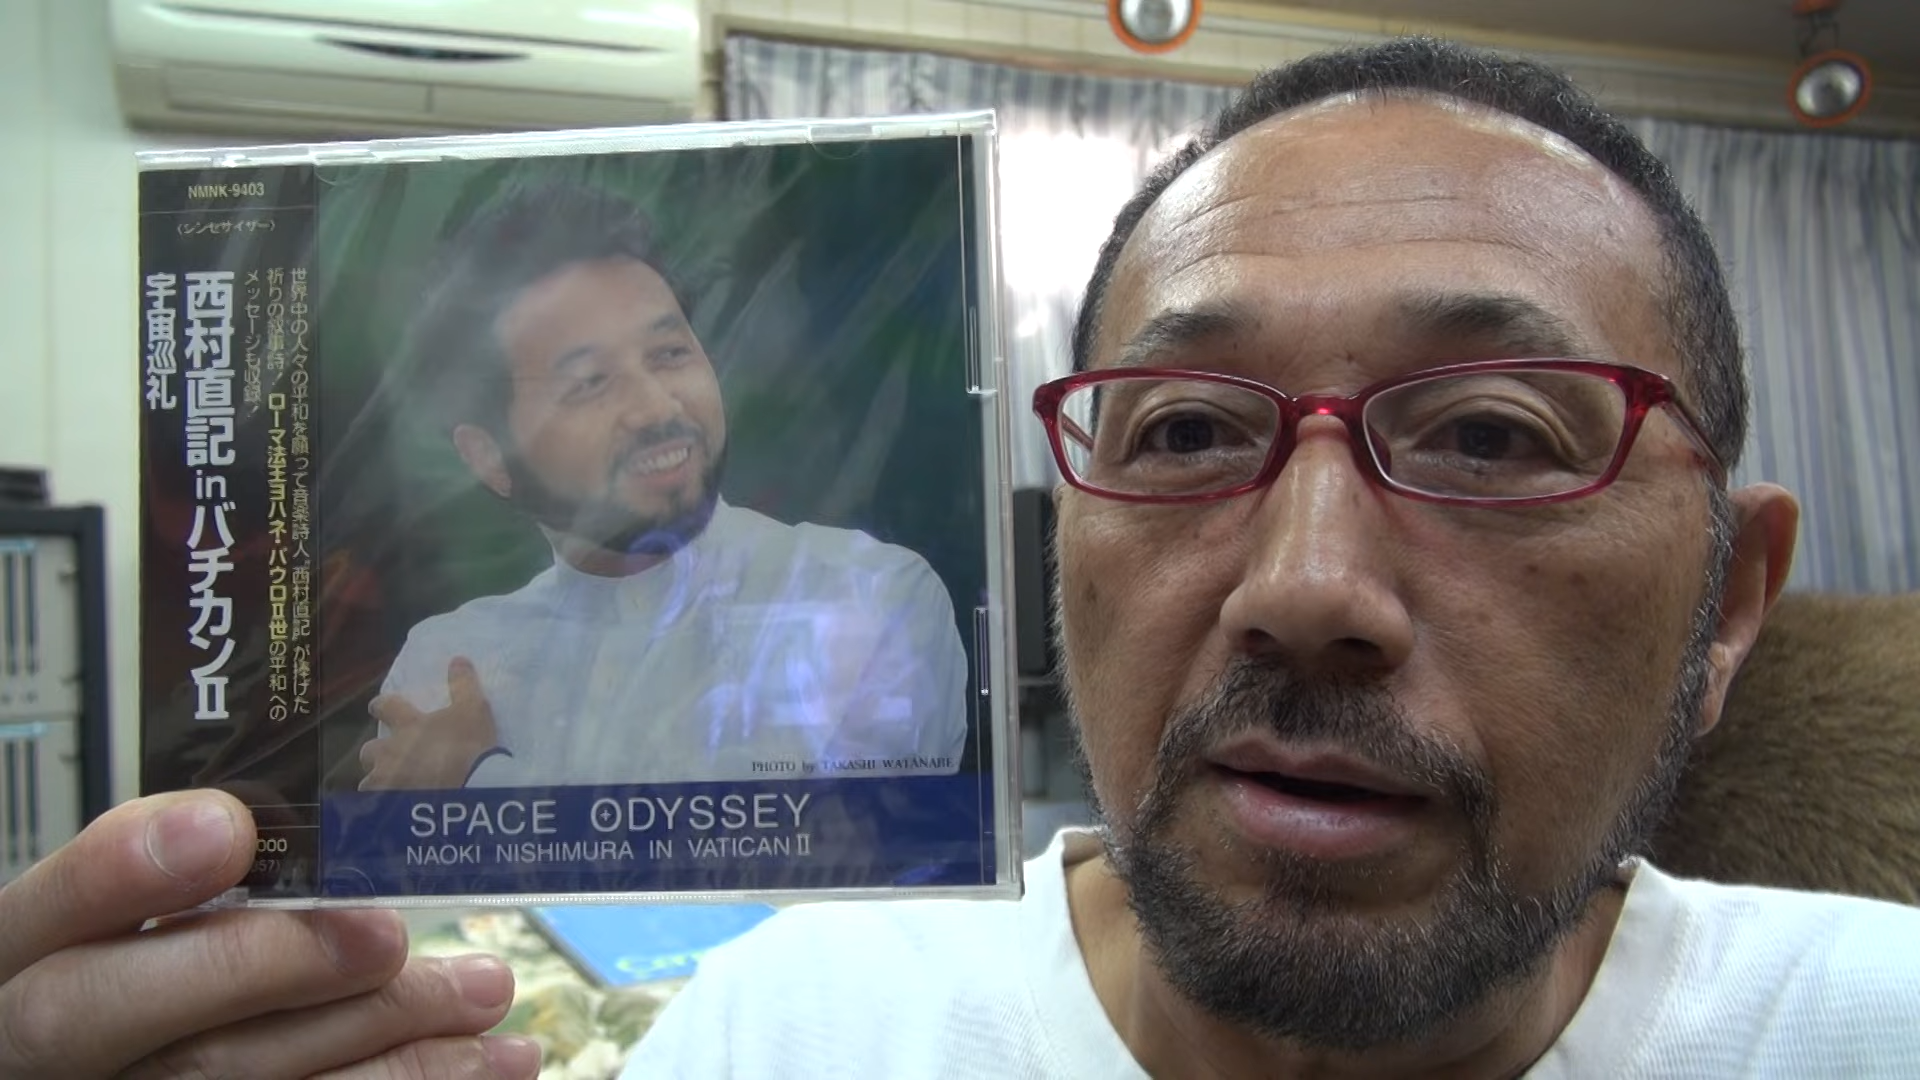 NMNK-9403
〈シンセサイザー〉
世界中の人々の平和を願って音楽詩人“西村直記”が捧げた
祈りの叙事詩!ローマ法王ヨハネ・パウロⅡ世の平和への
メッセージも収録!
西村直記inバチカンⅡ
宇宙巡礼
PHOTO by TAKASHI WATANABE
SPACE ODYSSEY
NAOKI NISHIMURA IN VATICAN Ⅱ
000